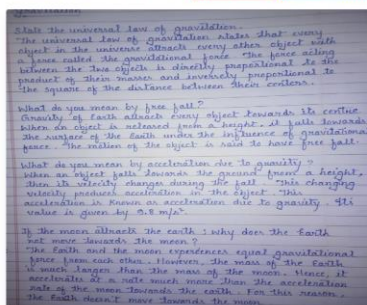 Gravitation
State the universal law of gravitation.
The universal law of gravitation states that every
object in the universe attracts every other object with
a force called the gravitational force. The force acting
between the two objects is directly proportional to the
product of their masses and inversely proportional to
the square of the distance between their centers.
What do you mean by free fall?
Gravity of Earth attracts every object towards its centre.
When an object is released from a height, it falls towards
the surface of the Earth under the influence of gravitational
force. The motion of the object is said to have free fall.
What do you mean by acceleration due to gravity?
When an object falls towards the ground from a height,
then its velocity changes during the fall. This changing
velocity produces acceleration in the object. This
acceleration is known as acceleration due to gravity. Its
value is given by 9.8 m/s².
If the moon attracts the earth: why does the Earth
not move towards the moon?
The Earth and the moon experiences equal gravitational
force from each other. However, the mass of the Earth
is much larger than the mass of the moon. Hence, it
accelerates at a rate much more than the acceleration
rate of the moon towards the earth. For this reason
the Earth doesn't move towards the moon